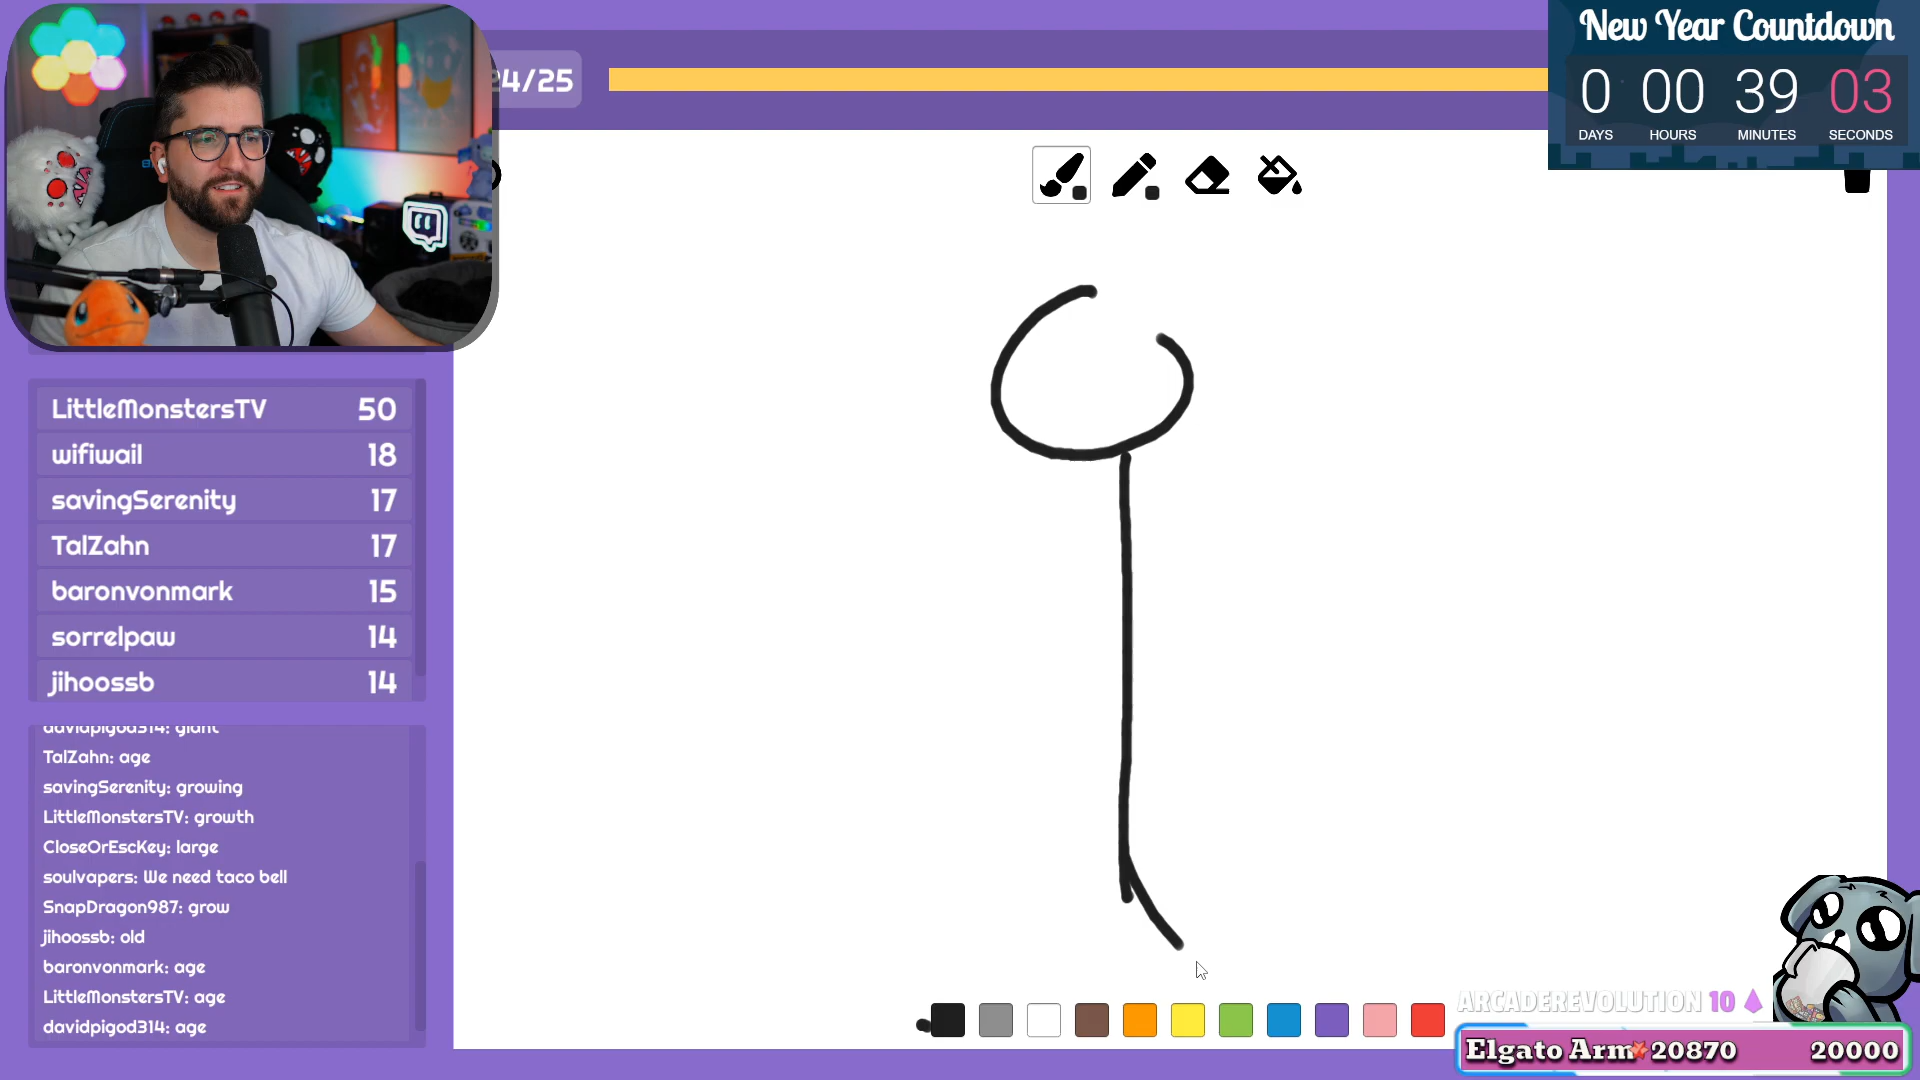 New Year Countdown
0 00 39 03
DAYS HOURS MINUTES SECONDS
24/25
LittleMonstersTV 50
wifiwail 18
savingSerenity 17
TalZahn 17
baronvonmark 15
sorrelpaw 14
jihoossb 14
davidpigod314: giant
TalZahn: age
savingSerenity: growing
LittleMonstersTV: growth
CloseOrEscKey: large
soulvapers: We need taco bell
SnapDragon987: grow
jihoossb: old
baronvonmark: age
LittleMonstersTV: age
davidpigod314: age
ARCADEREVOLUTION 10
Elgato Arm 20870 20000